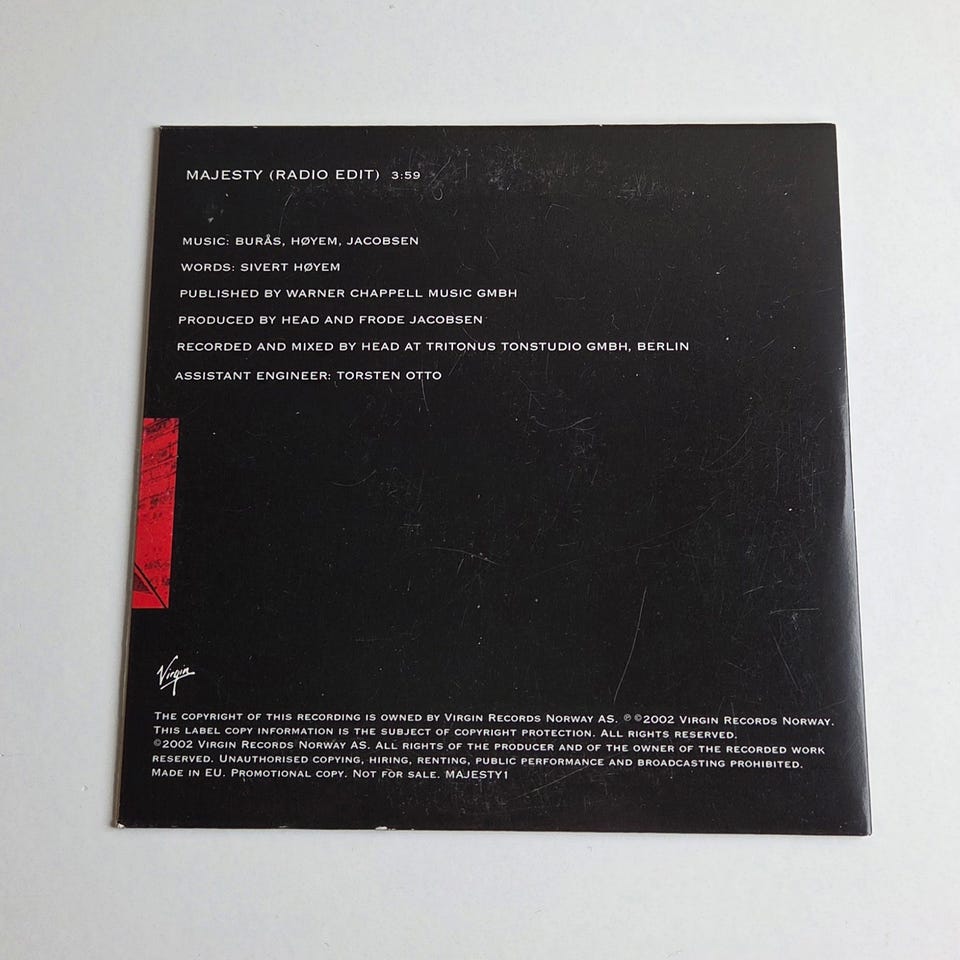 MAJESTY (RADIO EDIT) 3:59
MUSIC: BURÅS, HØYEM, JACOBSEN
WORDS: SIVERT HØYEM
PUBLISHED BY WARNER CHAPPELL MUSIC GMBH
PRODUCED BY HEAD AND FRODE JACOBSEN
RECORDED AND MIXED BY HEAD AT TRITONUS TONSTUDIO GMBH, BERLIN
ASSISTANT ENGINEER: TORSTEN OTTO
Virgin
THE COPYRIGHT OF THIS RECORDING IS OWNED BY VIRGIN RECORDS NORWAY AS. ℗©2002 VIRGIN RECORDS NORWAY.
THIS LABEL COPY INFORMATION IS THE SUBJECT OF COPYRIGHT PROTECTION. ALL RIGHTS RESERVED.
©2002 VIRGIN RECORDS NORWAY AS. ALL RIGHTS OF THE PRODUCER AND OF THE OWNER OF THE RECORDED WORK
RESERVED. UNAUTHORISED COPYING, HIRING, RENTING, PUBLIC PERFORMANCE AND BROADCASTING PROHIBITED.
MADE IN EU. PROMOTIONAL COPY. NOT FOR SALE. MAJESTY1